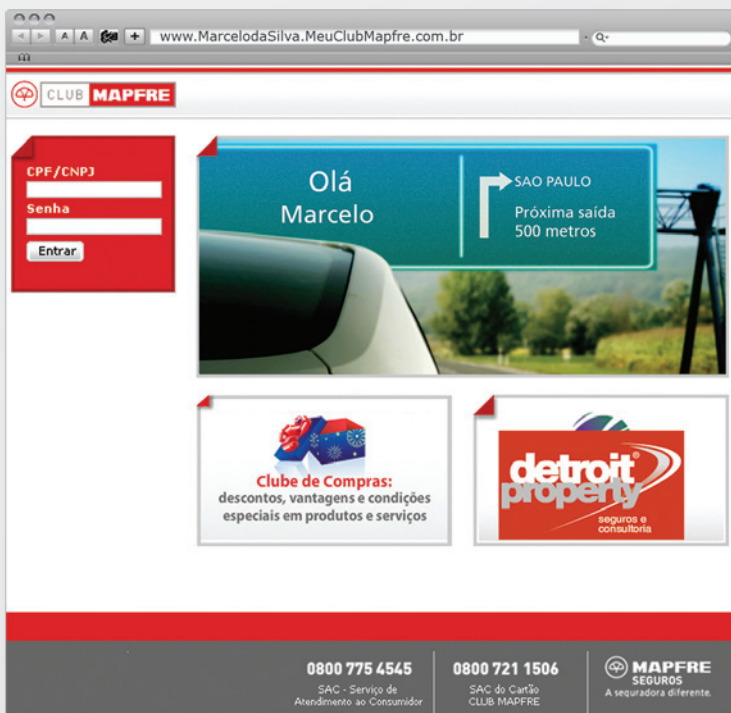 A A +
www.MarcelodaSilva.MeuClubMapfre.com.br
CLUB MAPFRE
CPF/CNPJ
Senha
Entrar
Olá
Marcelo
SAO PAULO
Próxima saída
500 metros
Clube de Compras:
descontos, vantagens e condições
especiais em produtos e serviços
detroit®
property
seguros e
consultoria
0800 775 4545
SAC - Serviço de
Atendimento ao Consumidor
0800 721 1506
SAC do Cartão
CLUB MAPFRE
MAPFRE
SEGUROS
A seguradora diferente.